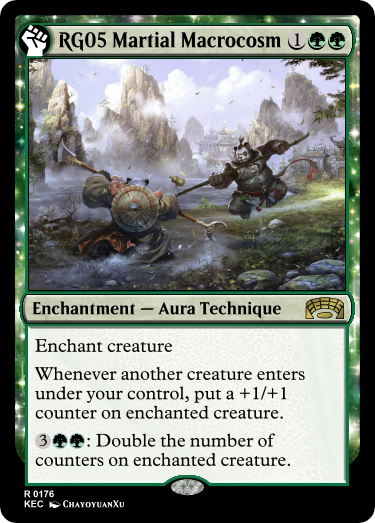 RG05 Martial Macrocosm 1
Enchantment — Aura Technique
Enchant creature
Whenever another creature enters
under your control, put a +1/+1
counter on enchanted creature.
3: Double the number of
counters on enchanted creature.
R 0176
KEC ChayoyuanXu